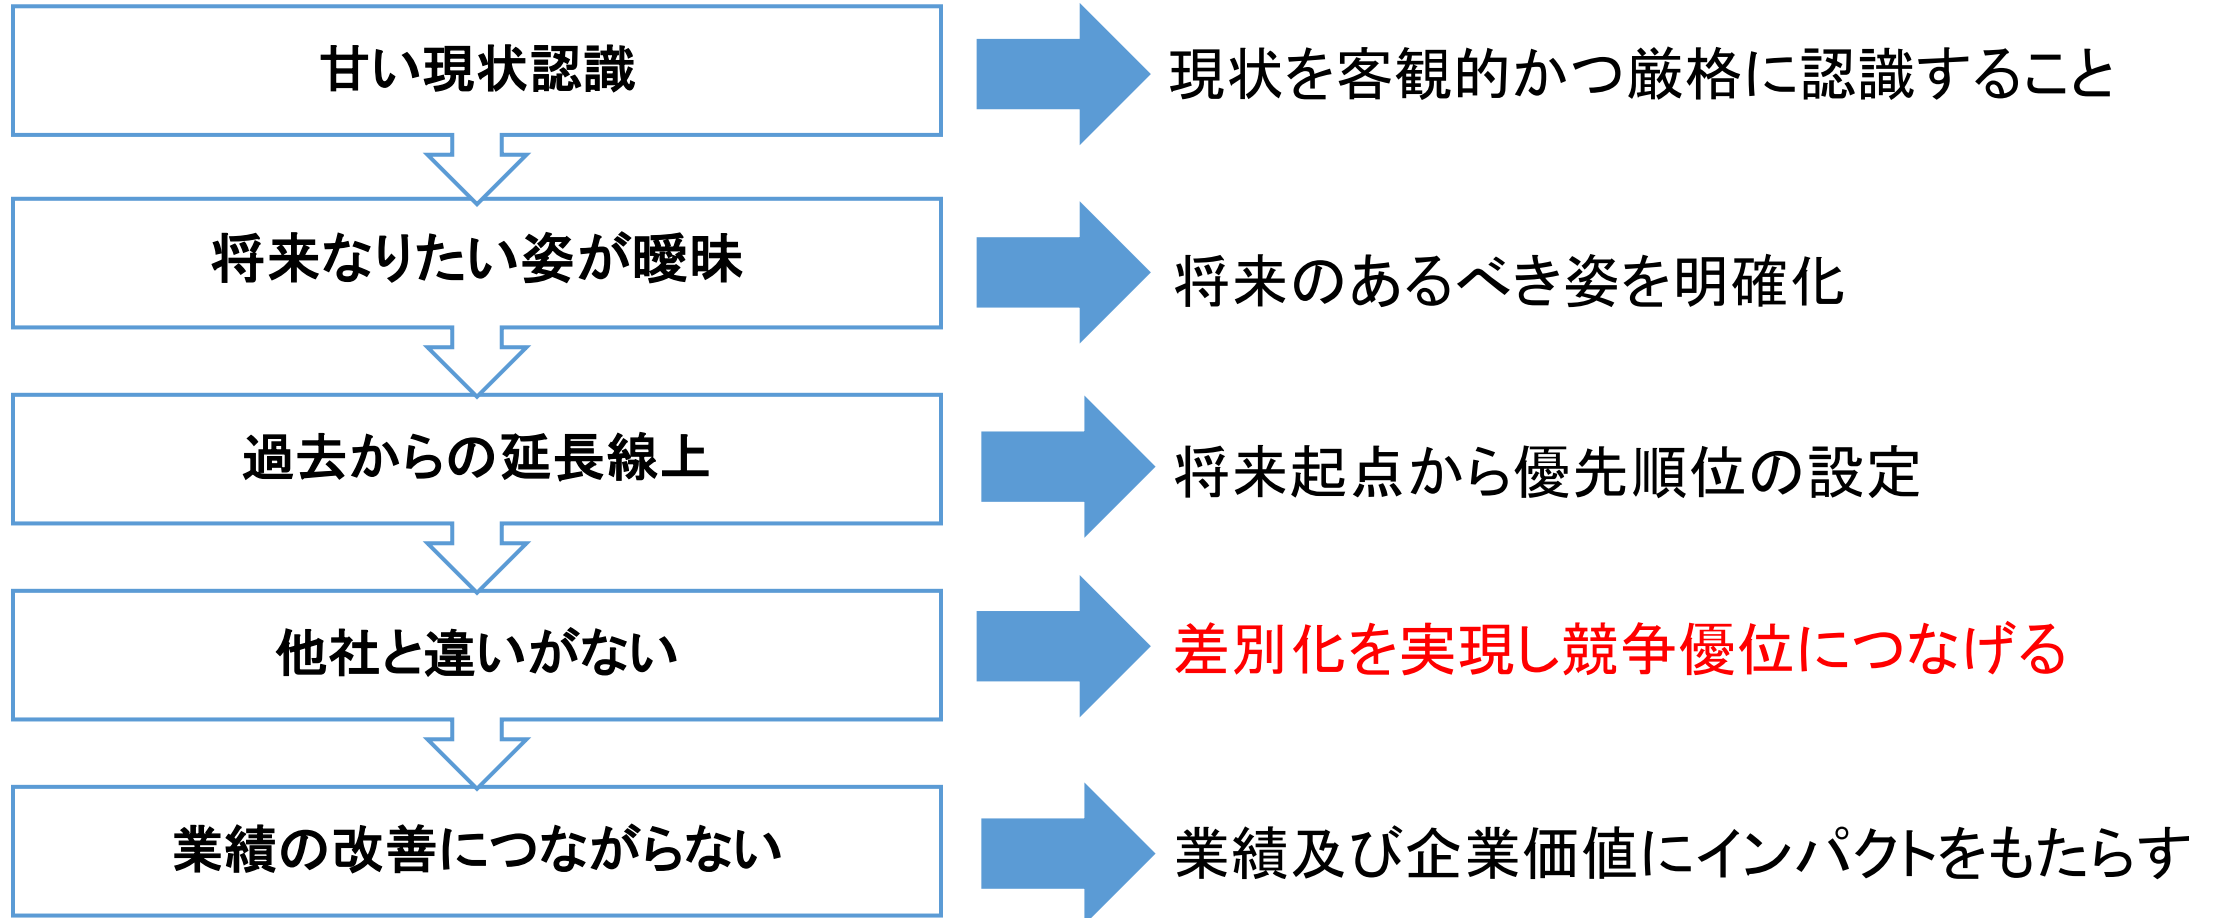 甘い現状認識
現状を客観的かつ厳格に認識すること
将来なりたい姿が曖昧
将来のあるべき姿を明確化
過去からの延長線上
将来起点から優先順位の設定
他社と違いがない
差別化を実現し競争優位につなげる
業績の改善につながらない
業績及び企業価値にインパクトをもたらす